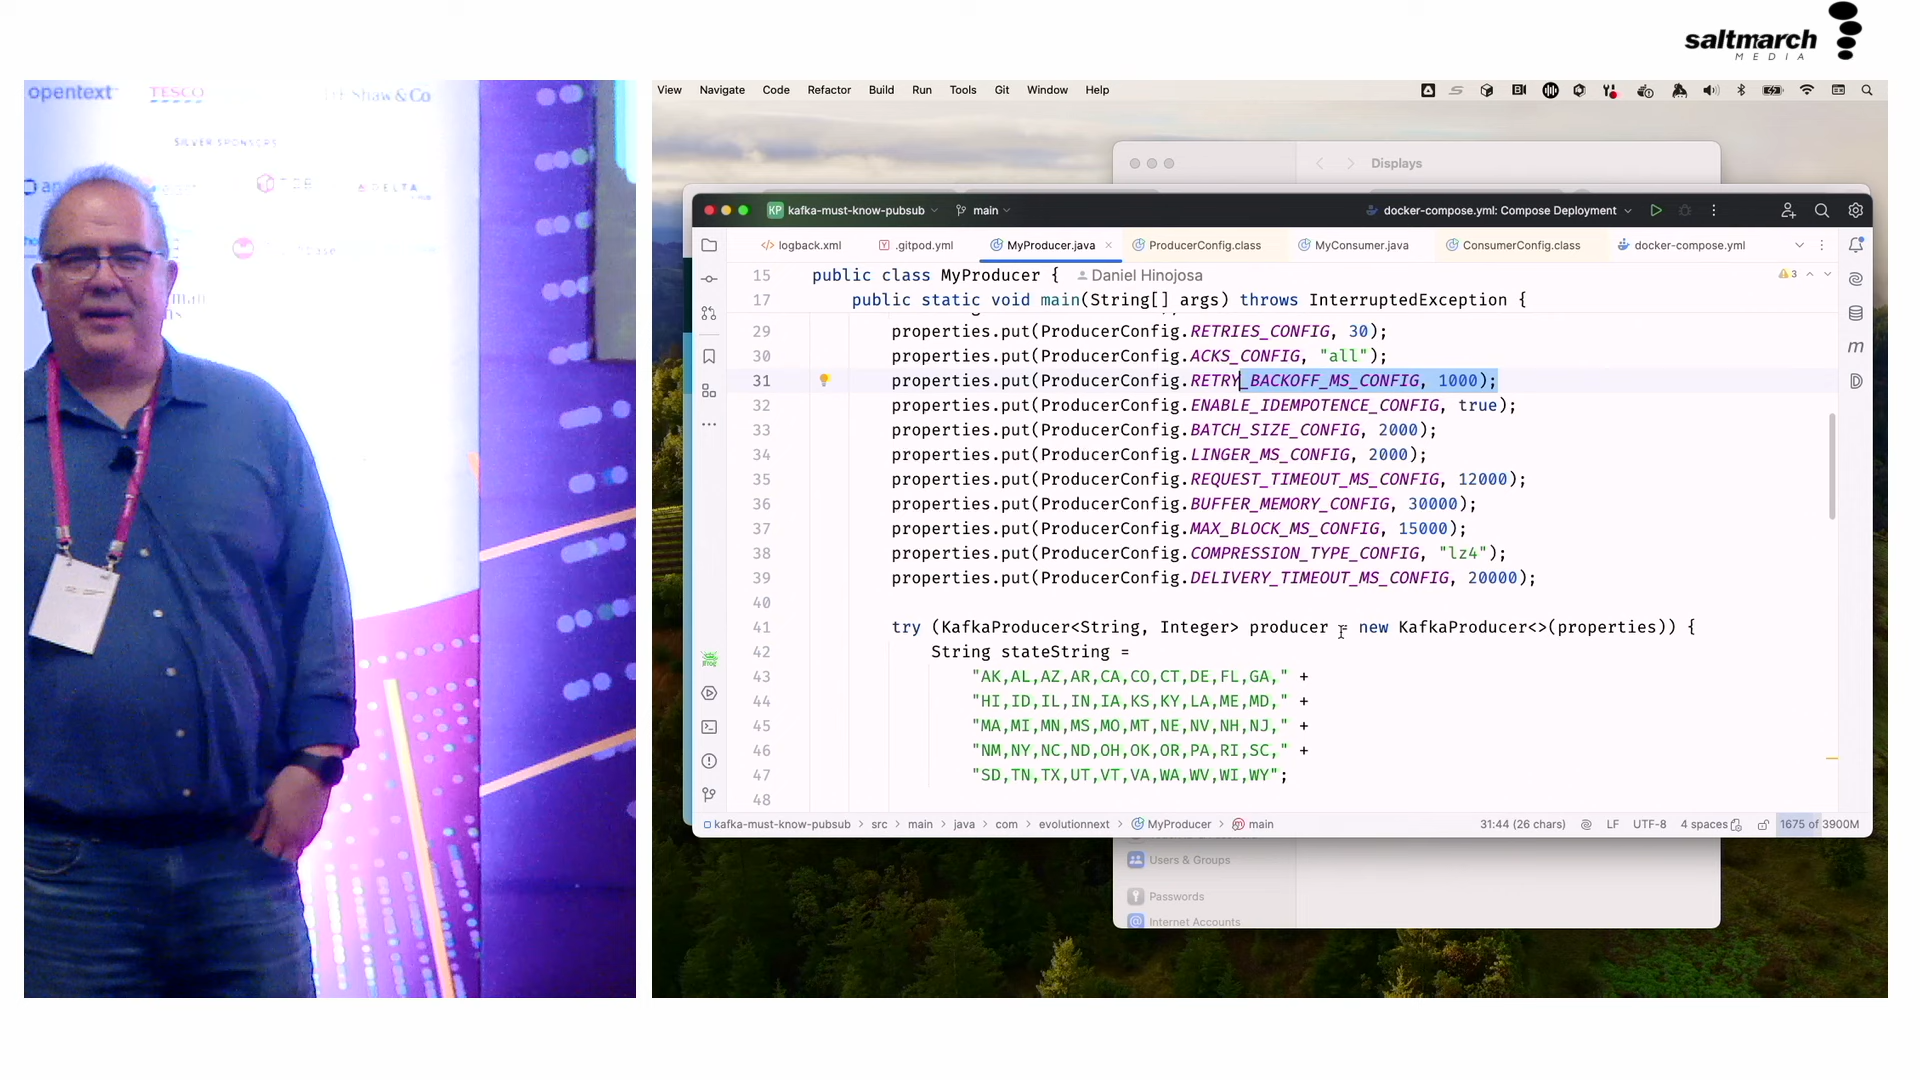 saltmarch
MEDIA
opentext
TESCO
Shaw & Co
SILVER SPONSORS
DELTA
View Navigate Code Refactor Build Run Tools Git Window Help
Displays
KP kafka-must-know-pubsub main docker-compose.yml: Compose Deployment
logback.xml .gitpod.yml MyProducer.java ProducerConfig.class MyConsumer.java ConsumerConfig.class docker-compose.yml
15 public class MyProducer { Daniel Hinojosa 3
17 public static void main(String[] args) throws InterruptedException {
29 properties.put(ProducerConfig.RETRIES_CONFIG, 30);
30 properties.put(ProducerConfig.ACKS_CONFIG, "all");
31 properties.put(ProducerConfig.RETRY_BACKOFF_MS_CONFIG, 1000);
32 properties.put(ProducerConfig.ENABLE_IDEMPOTENCE_CONFIG, true);
33 properties.put(ProducerConfig.BATCH_SIZE_CONFIG, 2000);
34 properties.put(ProducerConfig.LINGER_MS_CONFIG, 2000);
35 properties.put(ProducerConfig.REQUEST_TIMEOUT_MS_CONFIG, 12000);
36 properties.put(ProducerConfig.BUFFER_MEMORY_CONFIG, 30000);
37 properties.put(ProducerConfig.MAX_BLOCK_MS_CONFIG, 15000);
38 properties.put(ProducerConfig.COMPRESSION_TYPE_CONFIG, "lz4");
39 properties.put(ProducerConfig.DELIVERY_TIMEOUT_MS_CONFIG, 20000);
40
41 try (KafkaProducer<String, Integer> producer = new KafkaProducer<>(properties)) {
42 String stateString =
43 "AK,AL,AZ,AR,CA,CO,CT,DE,FL,GA," +
44 "HI,ID,IL,IN,IA,KS,KY,LA,ME,MD," +
45 "MA,MI,MN,MS,MO,MT,NE,NV,NH,NJ," +
46 "NM,NY,NC,ND,OH,OK,OR,PA,RI,SC," +
47 "SD,TN,TX,UT,VT,VA,WA,WV,WI,WY";
48
kafka-must-know-pubsub > src > main > java > com > evolutionnext > MyProducer > main 31:44 (26 chars) LF UTF-8 4 spaces 1675 of 3900M
Users & Groups
Passwords
Internet Accounts